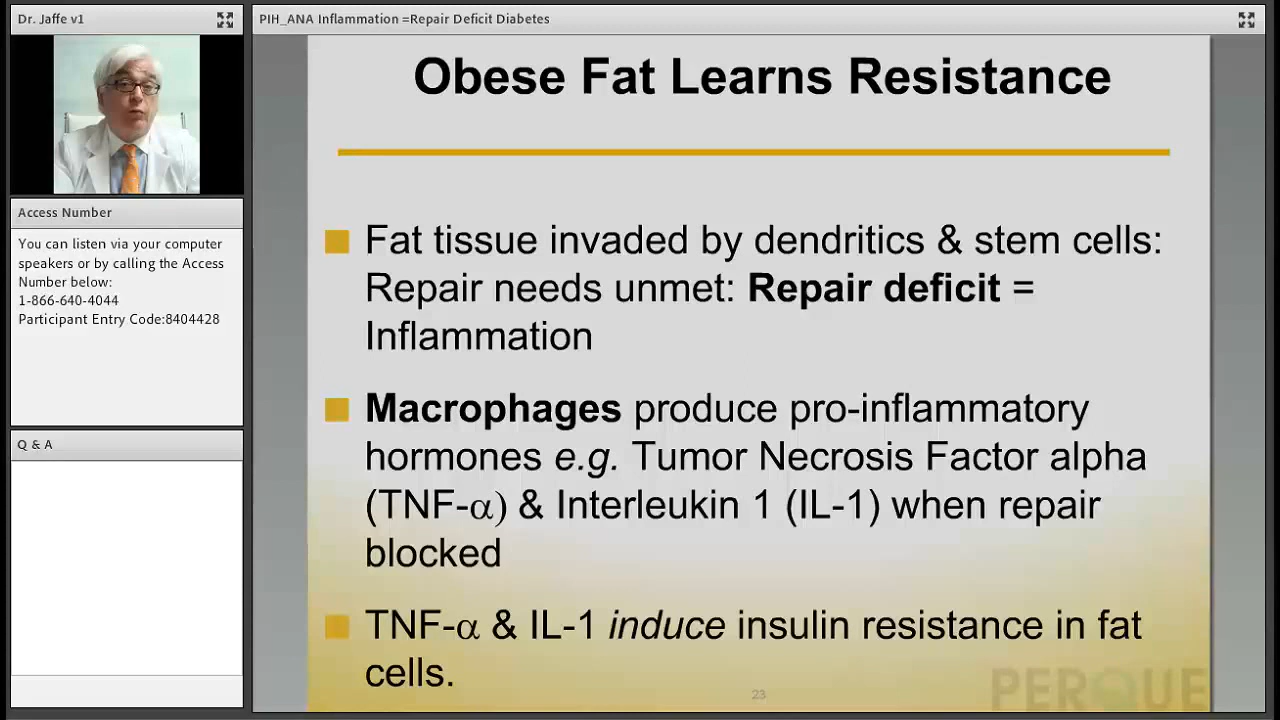 Dr. Jaffe v1
PIH_ANA Inflammation =Repair Deficit Diabetes
Access Number
You can listen via your computer
speakers or by calling the Access
Number below:
1-866-640-4044
Participant Entry Code:8404428
Q & A
Obese Fat Learns Resistance
Fat tissue invaded by dendritics & stem cells:
Repair needs unmet: Repair deficit =
Inflammation
Macrophages produce pro-inflammatory
hormones e.g. Tumor Necrosis Factor alpha
(TNF-α) & Interleukin 1 (IL-1) when repair
blocked
TNF-α & IL-1 induce insulin resistance in fat
cells.
23
PERQUE